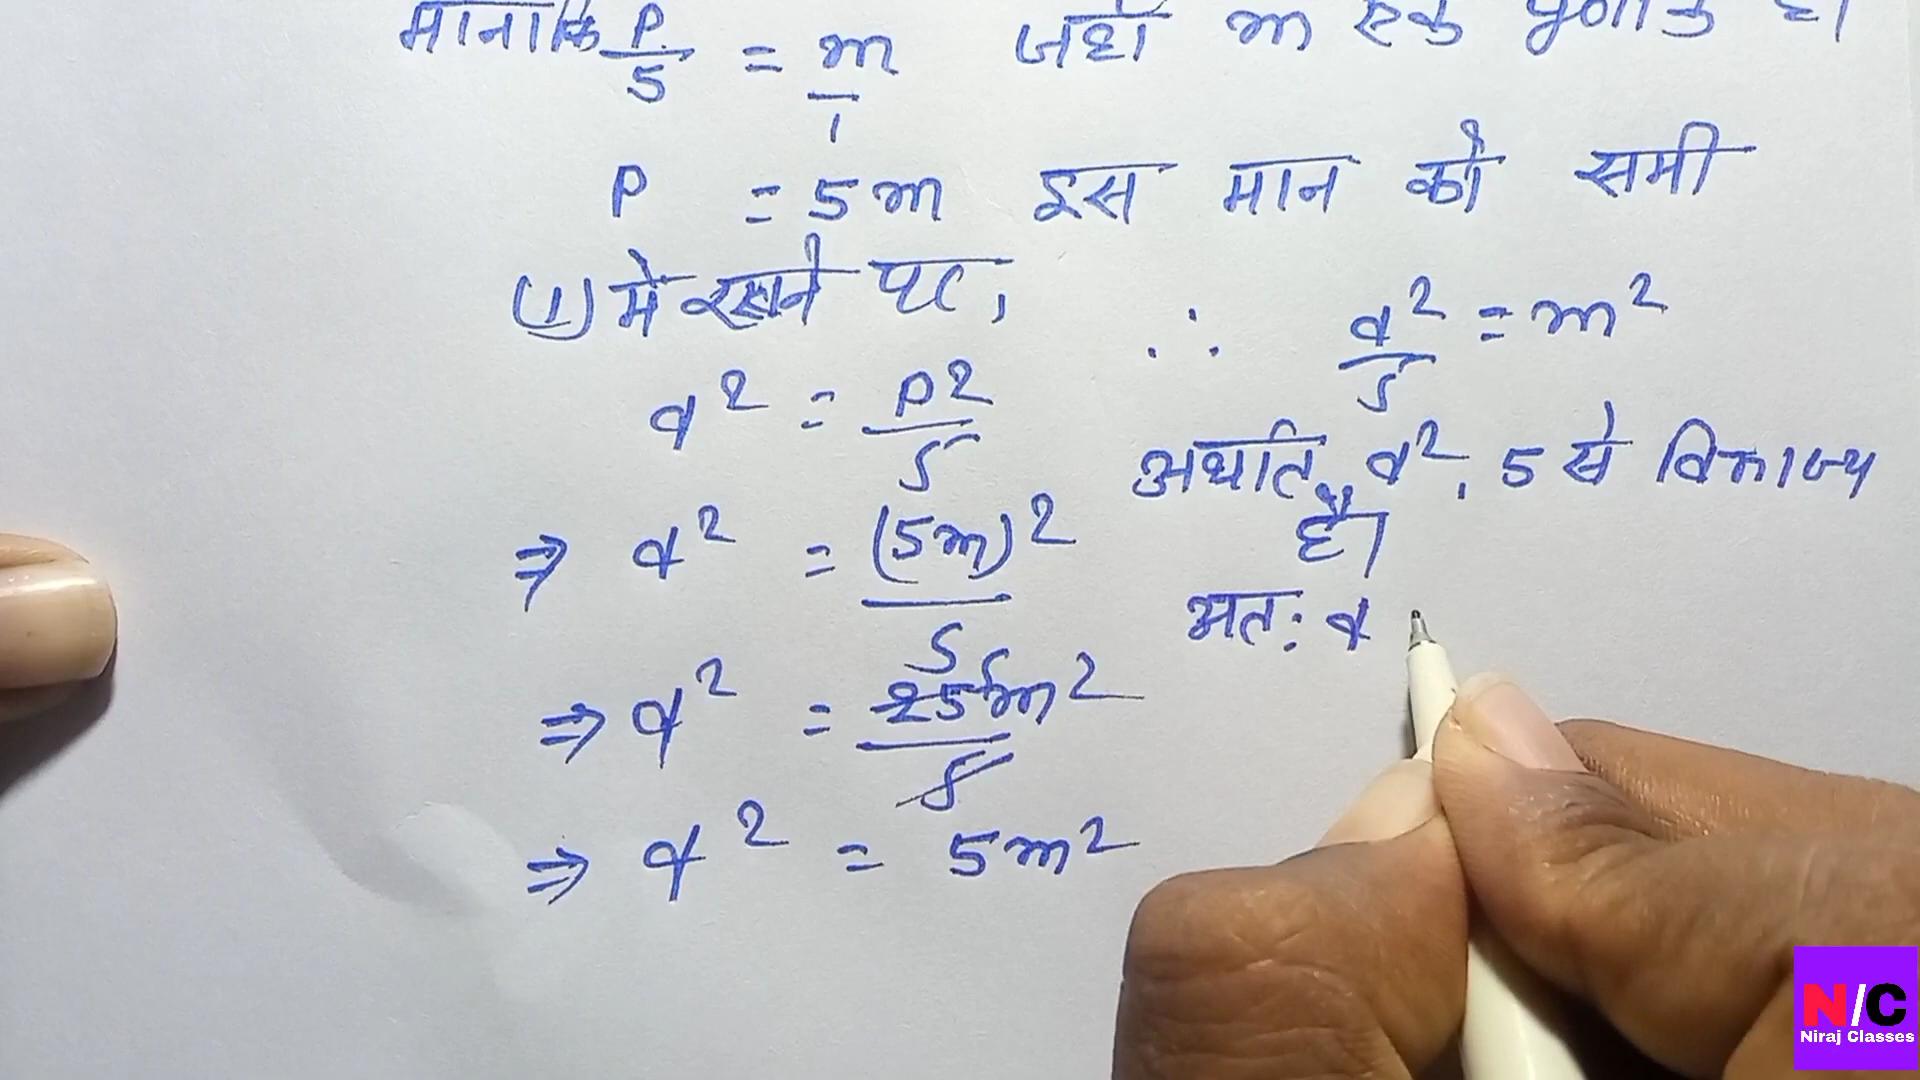 माना कि P/5 = m/1 जहाँ m एक पूर्णांक है।
P = 5m इस मान को समी
(1) में रखने पर,
q² = P²/5
⇒ q² = (5m)²/5
⇒ q² = 25m²/5 5
⇒ q² = 5m²
∴ q²/5 = m²
अर्थात q², 5 से विभाज्य
है।
अत: q
N/C
Niraj Classes